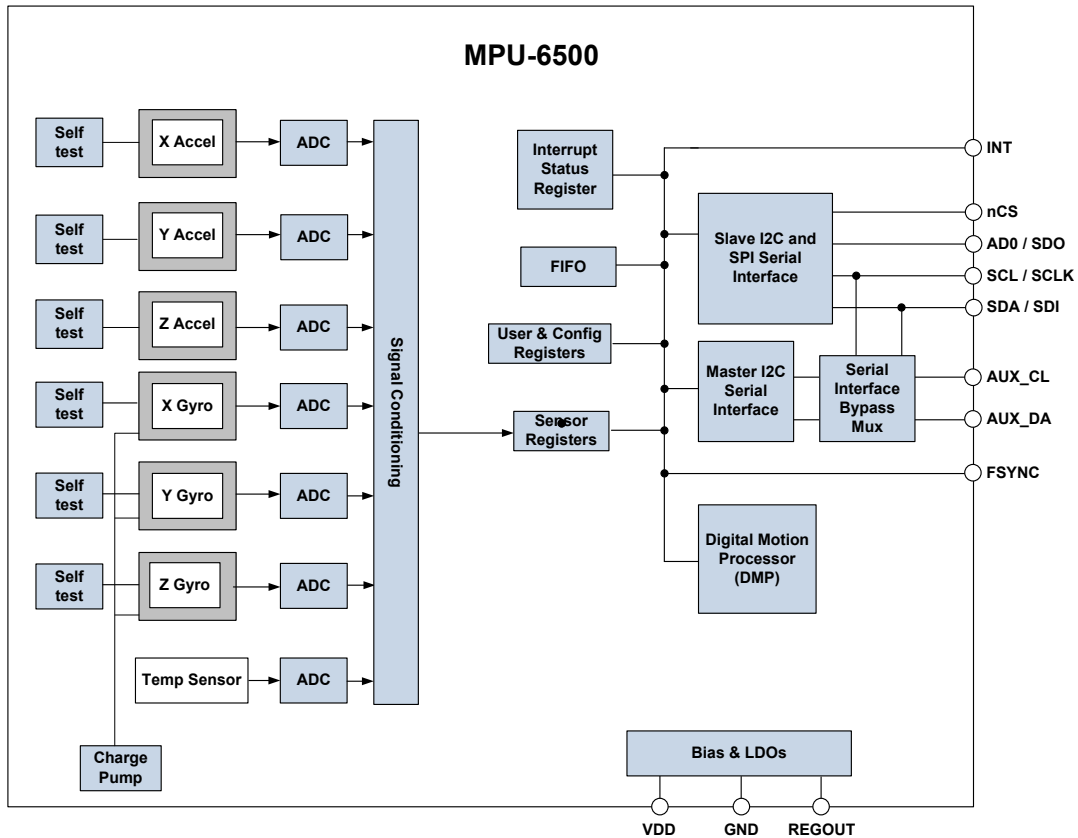 MPU-6500
Self
test
X Accel
ADC
Self
test
Y Accel
ADC
Self
test
Z Accel
ADC
Self
test
X Gyro
ADC
Self
test
Y Gyro
ADC
Self
test
Z Gyro
ADC
Temp Sensor
ADC
Charge
Pump
Signal Conditioning
Interrupt
Status
Register
FIFO
User & Config
Registers
Sensor
Registers
Slave I2C and
SPI Serial
Interface
Master I2C
Serial
Interface
Serial
Interface
Bypass
Mux
Digital Motion
Processor
(DMP)
Bias & LDOs
INT
nCS
AD0 / SDO
SCL / SCLK
SDA / SDI
AUX_CL
AUX_DA
FSYNC
VDD
GND
REGOUT